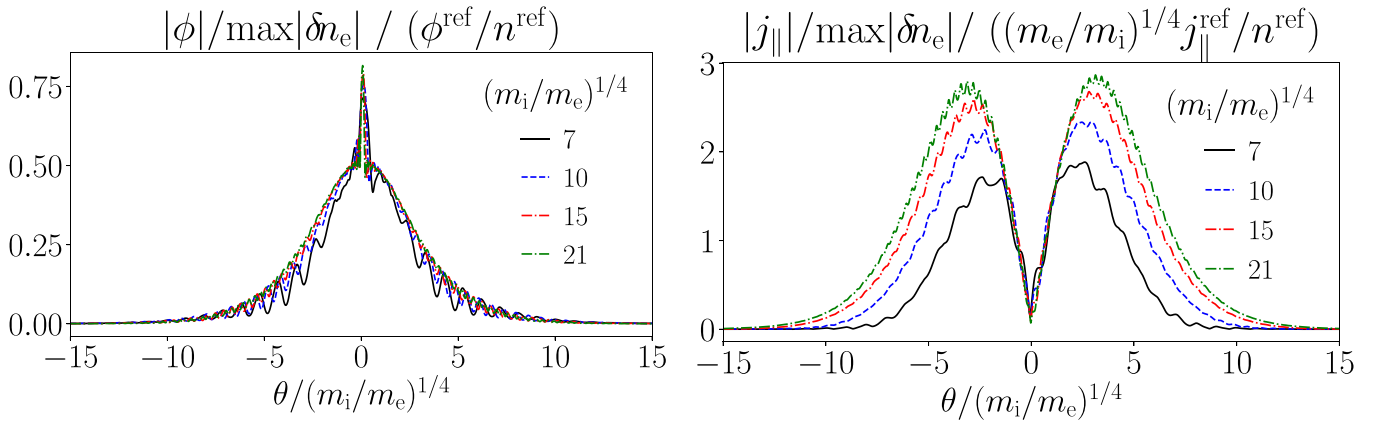 |ϕ|/max|δn_e| / (ϕ^ref/n^ref)
0.75
0.50
0.25
0.00
(m_i/m_e)^{1/4}
7
10
15
21
−15 −10 −5 0 5 10 15
θ/(m_i/m_e)^{1/4}
|j_∥|/max|δn_e|/ ((m_e/m_i)^{1/4} j_∥^ref/n^ref)
3
2
1
0
(m_i/m_e)^{1/4}
7
10
15
21
−15 −10 −5 0 5 10 15
θ/(m_i/m_e)^{1/4}